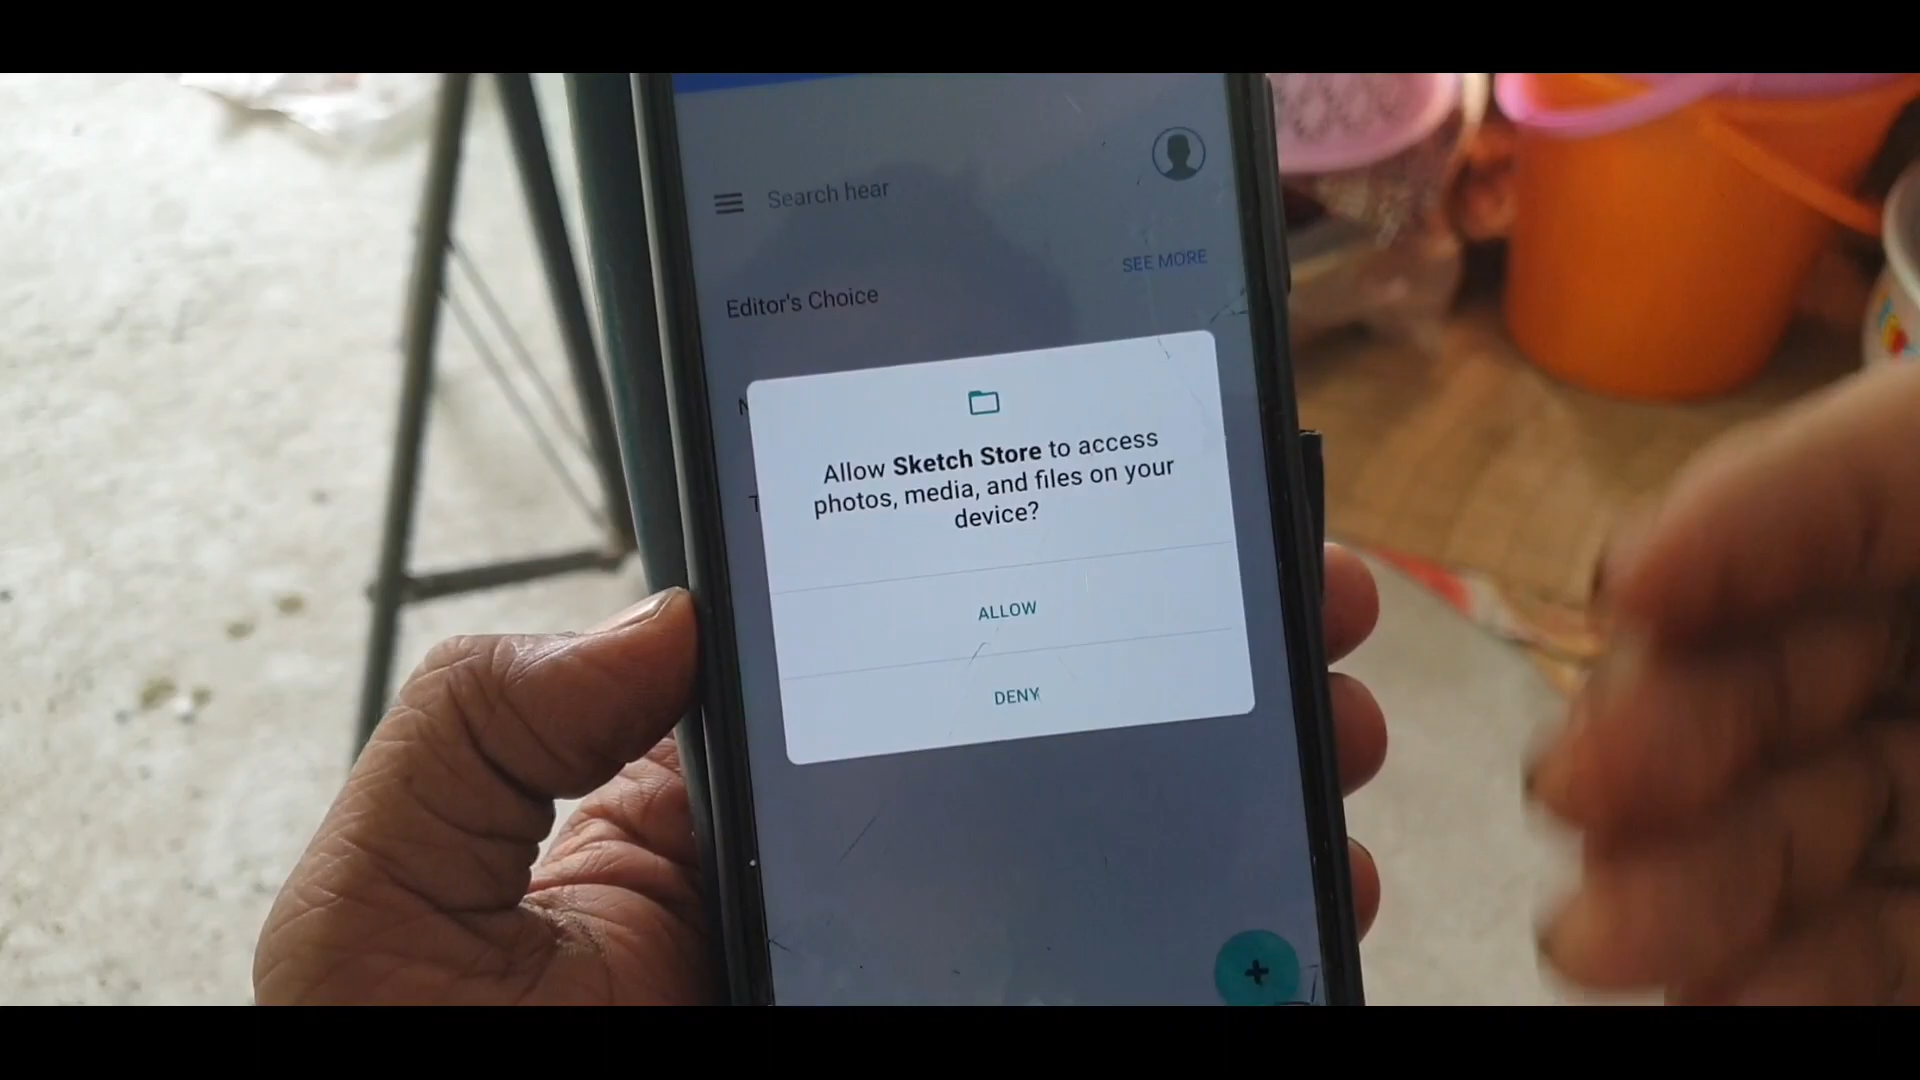 Search hear
SEE MORE
Editor's Choice
Allow Sketch Store to access
photos, media, and files on your
device?
ALLOW
DENY